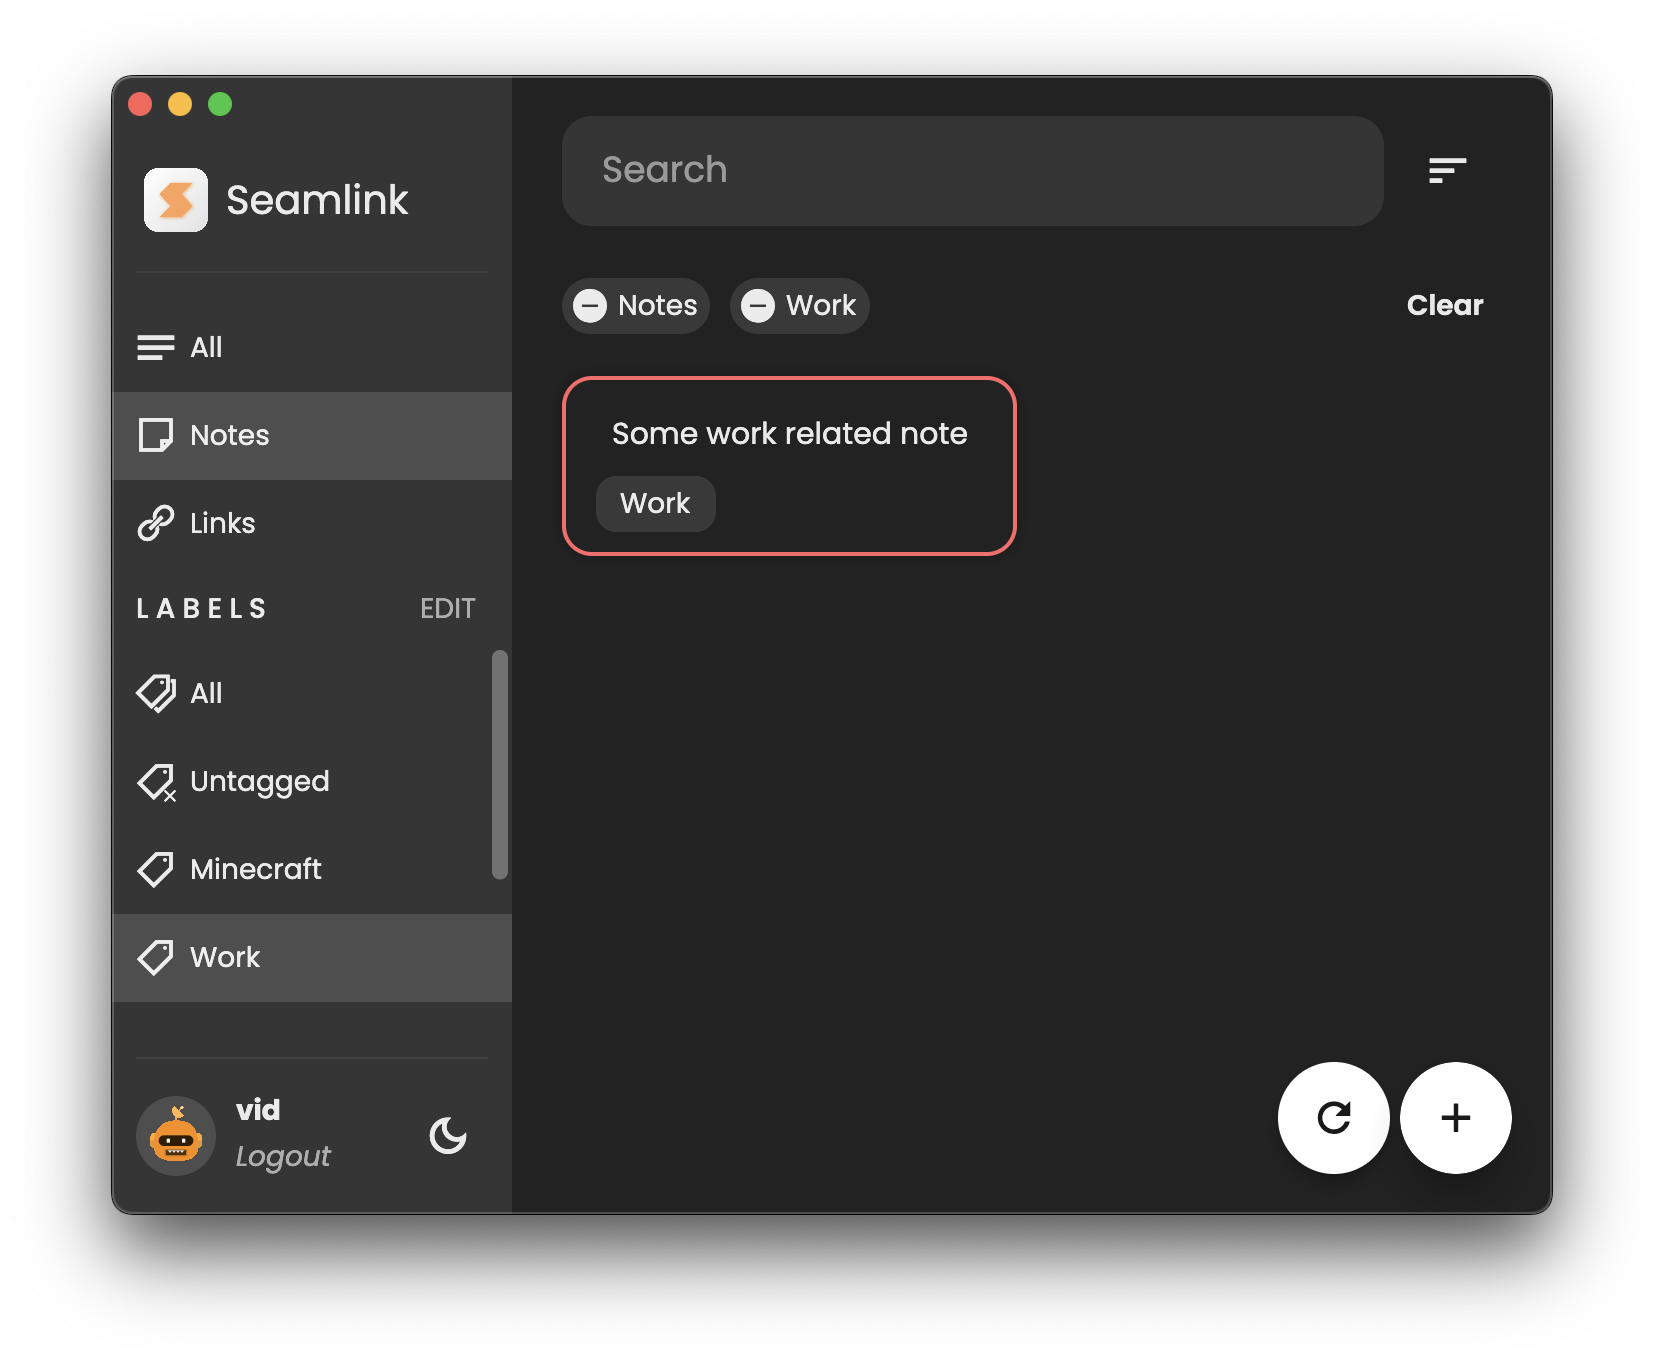 Seamlink
All
Notes
Links
LABELS EDIT
All
Untagged
Minecraft
Work
vid
Logout
Search
Notes Work Clear
Some work related note
Work